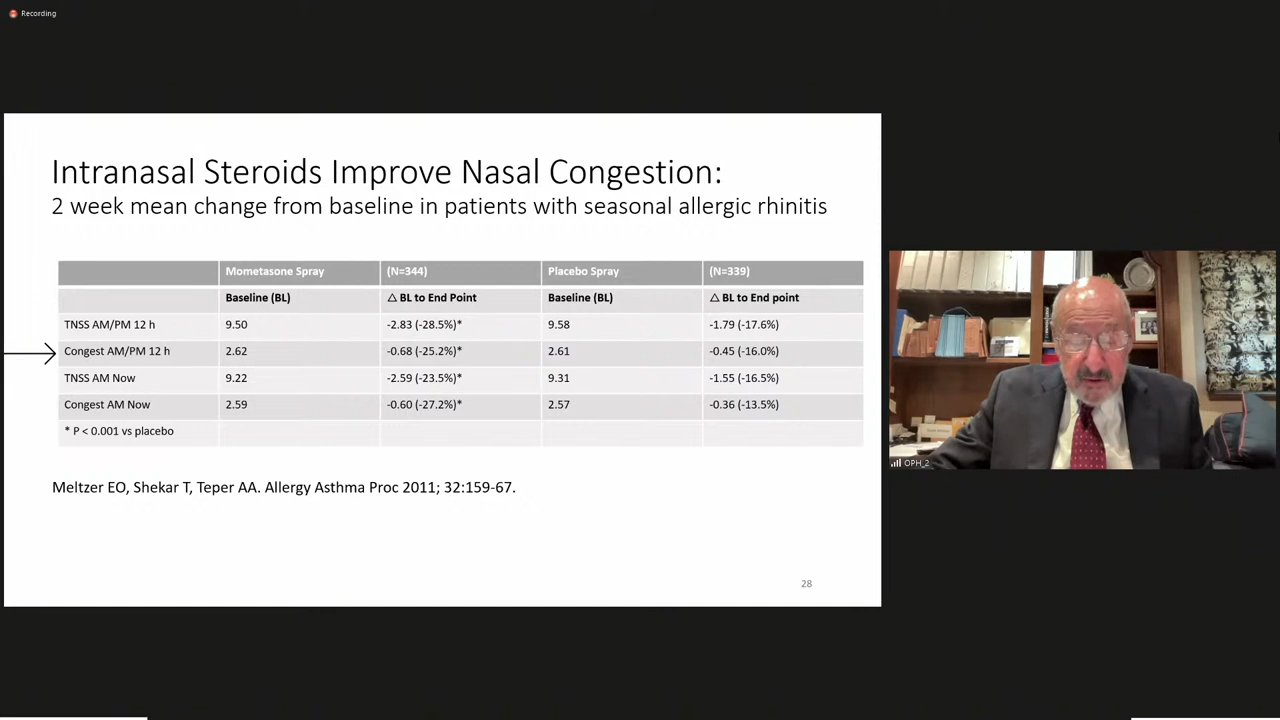 Recording
Intranasal Steroids Improve Nasal Congestion:
2 week mean change from baseline in patients with seasonal allergic rhinitis
Mometasone Spray (N=344) Placebo Spray (N=339)
Baseline (BL) △ BL to End Point Baseline (BL) △ BL to End point
TNSS AM/PM 12 h 9.50 -2.83 (-28.5%)* 9.58 -1.79 (-17.6%)
Congest AM/PM 12 h 2.62 -0.68 (-25.2%)* 2.61 -0.45 (-16.0%)
TNSS AM Now 9.22 -2.59 (-23.5%)* 9.31 -1.55 (-16.5%)
Congest AM Now 2.59 -0.60 (-27.2%)* 2.57 -0.36 (-13.5%)
* P < 0.001 vs placebo
Meltzer EO, Shekar T, Teper AA. Allergy Asthma Proc 2011; 32:159-67.
28
OPH_2